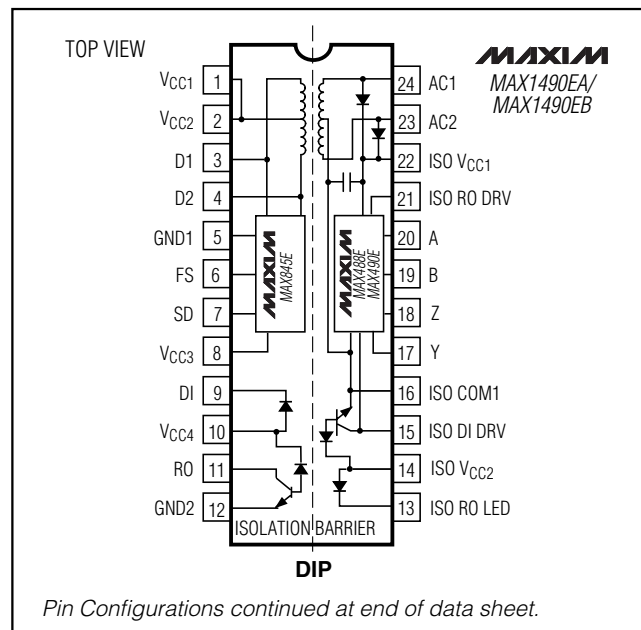 TOP VIEW
MAXIM
MAX1490EA/
MAX1490EB
VCC1 1
VCC2 2
D1 3
D2 4
GND1 5
FS 6
SD 7
VCC3 8
DI 9
VCC4 10
RO 11
GND2 12
24 AC1
23 AC2
22 ISO VCC1
21 ISO RO DRV
20 A
19 B
18 Z
17 Y
16 ISO COM1
15 ISO DI DRV
14 ISO VCC2
13 ISO RO LED
MAXIM
MAX845E
MAXIM
MAX488E
MAX490E
ISOLATION BARRIER
DIP
Pin Configurations continued at end of data sheet.